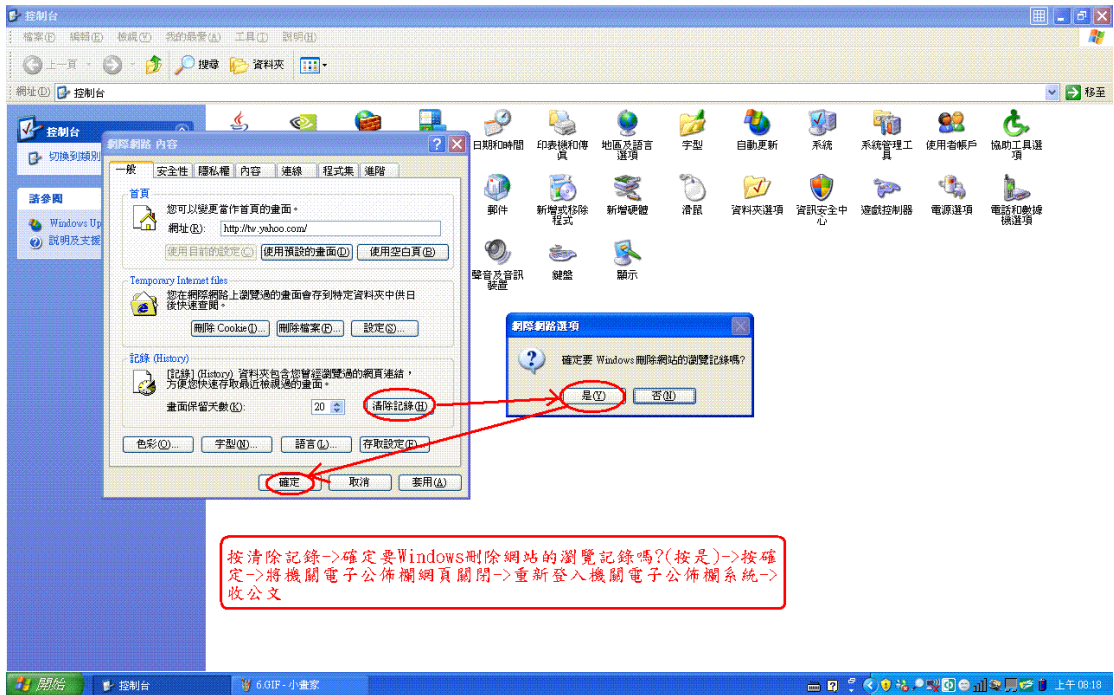 控制台
檔案(F) 編輯(E) 檢視(V) 我的最愛(A) 工具(T) 說明(H)
上一頁 搜尋 資料夾
網址(D) 控制台 移至
控制台
切換到類別
請參閱
Windows Up
說明及支援
網際網路 內容
一般 安全性 隱私權 內容 連線 程式集 進階
首頁
您可以變更當作首頁的畫面。
網址(R): http://tw.yahoo.com/
使用目前的設定(C) 使用預設的畫面(D) 使用空白頁(B)
Temporary Internet files
您在網際網路上瀏覽過的畫面會存到特定資料夾中供日
後快速查閱。
刪除 Cookie(I)... 刪除檔案(F)... 設定(S)...
記錄 (History)
[記錄] (History) 資料夾包含您曾經瀏覽過的網頁連結，
方便您快速存取最近檢視過的畫面。
畫面保留天數(K): 20 清除記錄(H)
色彩(O)... 字型(N)... 語言(L)... 存取設定(E)...
確定 取消 套用(A)
日期和時間 印表機和傳真 地區及語言選項 字型 自動更新 系統 系統管理工具 使用者帳戶 協助工具選項
郵件 新增或移除程式 新增硬體 滑鼠 資料夾選項 資訊安全中心 遊戲控制器 電源選項 電話和數據機選項
聲音及音訊裝置 鍵盤 顯示
網際網路選項
確定要 Windows 刪除網站的瀏覽記錄嗎?
是(Y) 否(N)
按清除記錄->確定要Windows刪除網站的瀏覽記錄嗎?(按是)->按確
定->將機關電子公佈欄網頁關閉->重新登入機關電子公佈欄系統->
收公文
開始 控制台 6.GIF - 小畫家 上午 08:18